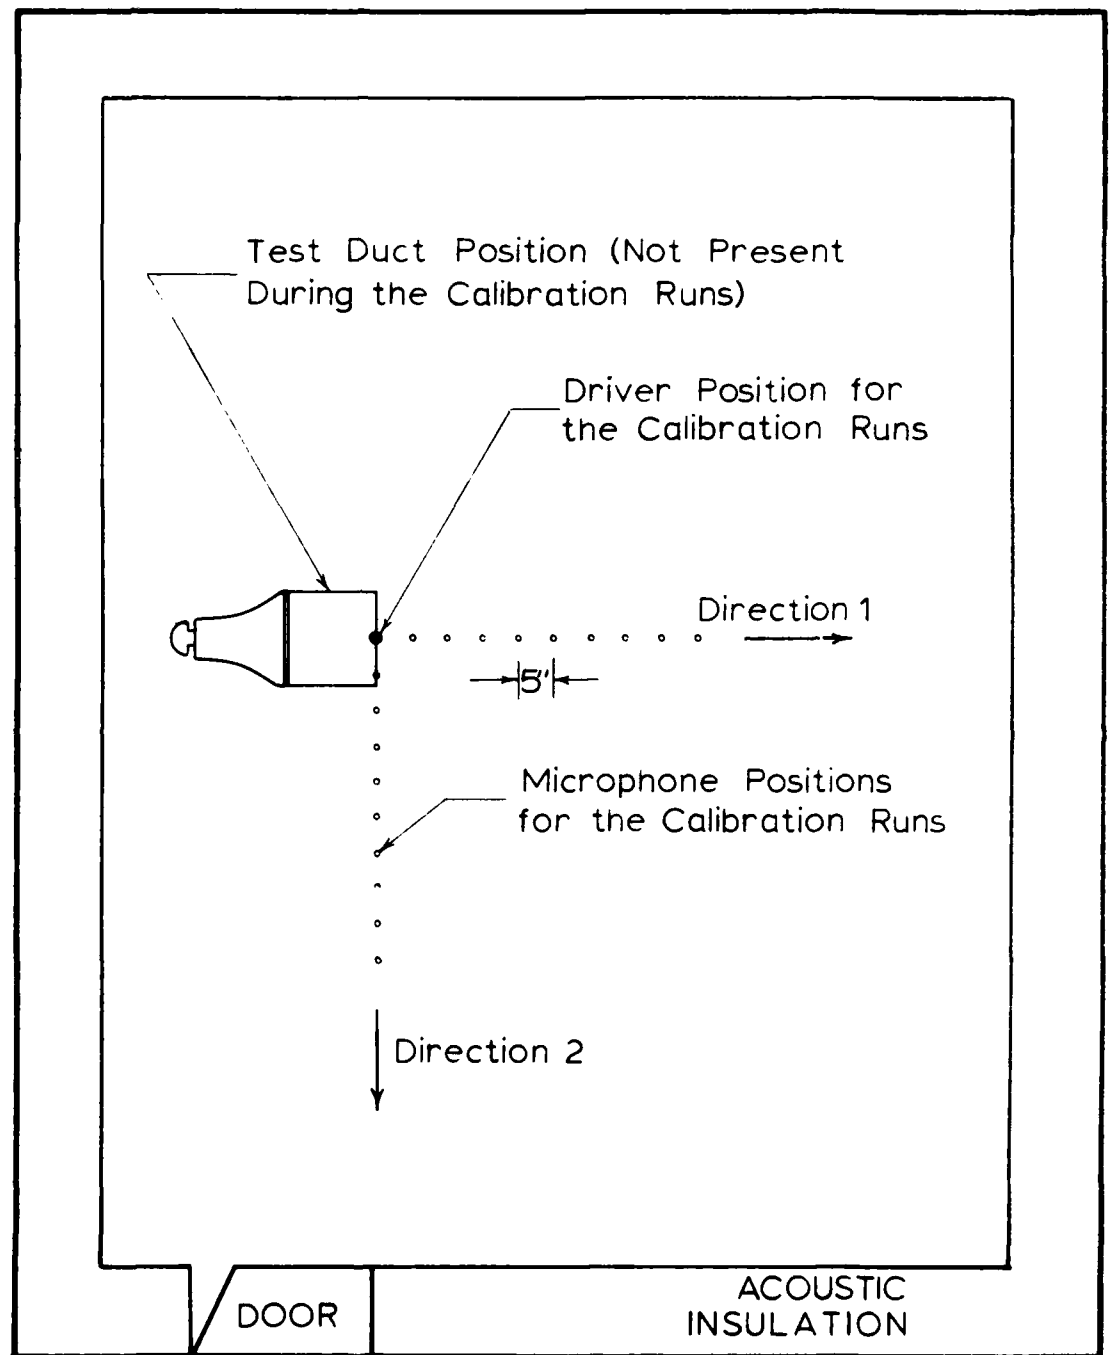 Test Duct Position (Not Present
During the Calibration Runs)
Driver Position for
the Calibration Runs
Direction 1
5"
Microphone Positions
for the Calibration Runs
Direction 2
DOOR
ACOUSTIC
INSULATION